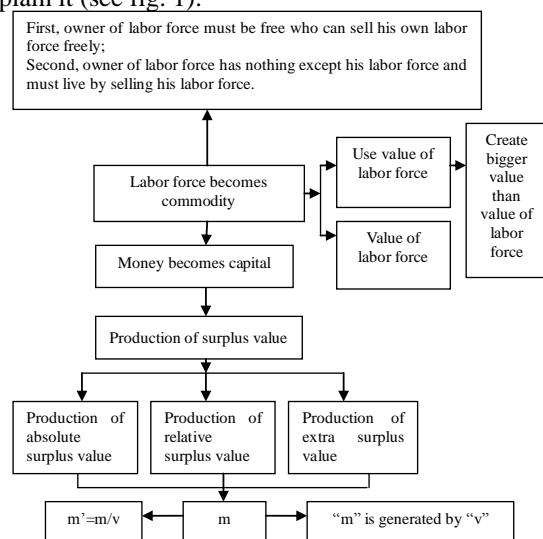 plain it (see fig. 1).
First, owner of labor force must be free who can sell his own labor
force freely;
Second, owner of labor force has nothing except his labor force and
must live by selling his labor force.
Labor force becomes
commodity
Use value of
labor force
Create
bigger
value
than
value of
labor
force
Value of
labor force
Money becomes capital
Production of surplus value
Production of
absolute
surplus value
Production of
relative
surplus value
Production of
extra surplus
value
m’=m/v
m
“m” is generated by “v”